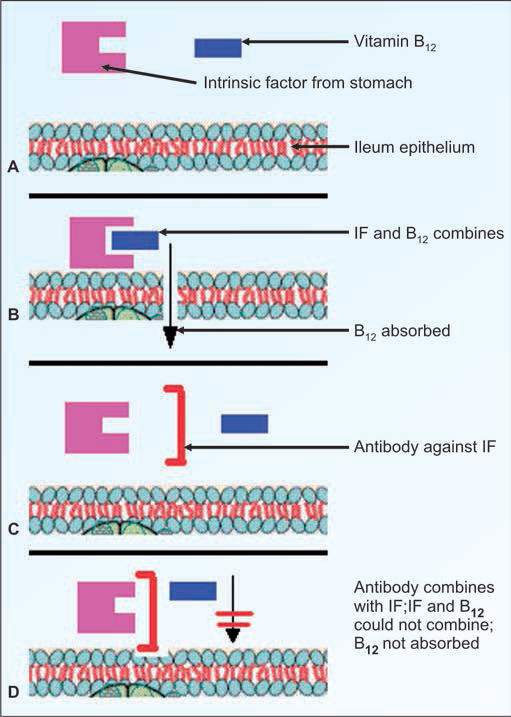 Vitamin B12
Intrinsic factor from stomach
Ileum epithelium
A
IF and B12 combines
B
B12 absorbed
Antibody against IF
C
Antibody combines
with IF;IF and B12
could not combine;
B12 not absorbed
D